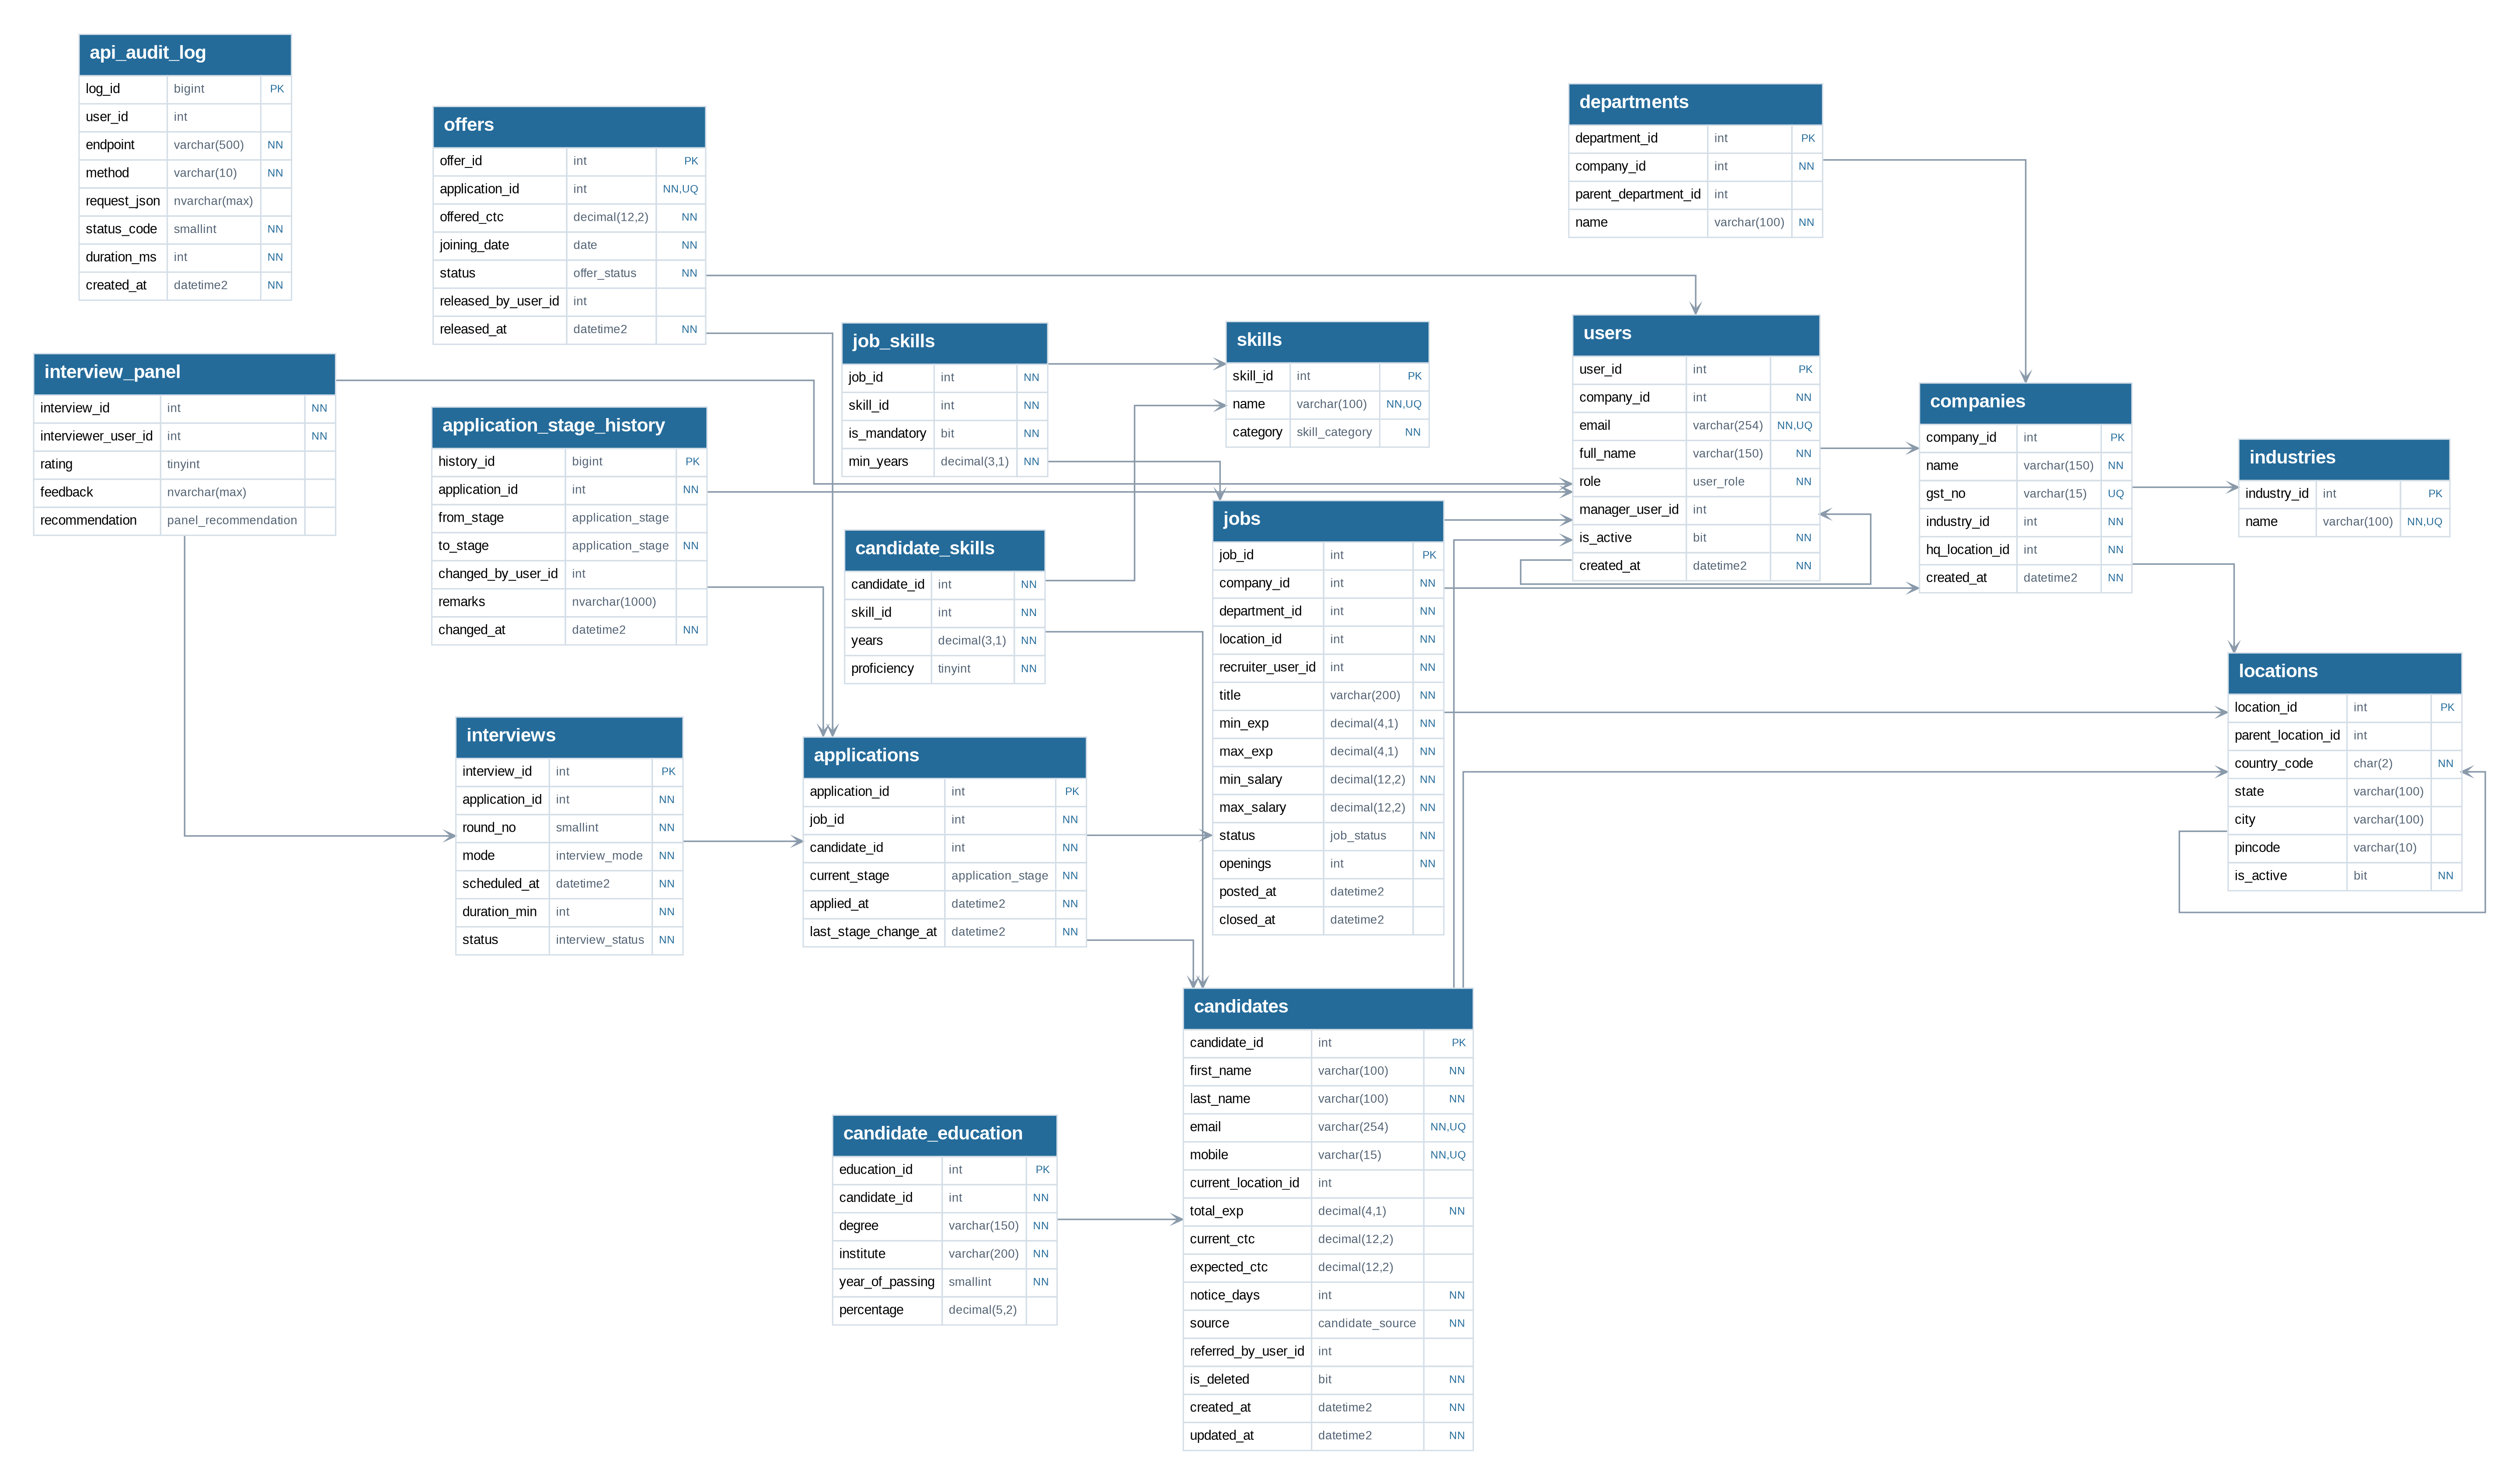 api_audit_log
log_id bigint PK
user_id int
endpoint varchar(500) NN
method varchar(10) NN
request_json nvarchar(max)
status_code smallint NN
duration_ms int NN
created_at datetime2 NN
offers
offer_id int PK
application_id int NN,UQ
offered_ctc decimal(12,2) NN
joining_date date NN
status offer_status NN
released_by_user_id int
released_at datetime2 NN
departments
department_id int PK
company_id int NN
parent_department_id int
name varchar(100) NN
interview_panel
interview_id int NN
interviewer_user_id int NN
rating tinyint
feedback nvarchar(max)
recommendation panel_recommendation
application_stage_history
history_id bigint PK
application_id int NN
from_stage application_stage
to_stage application_stage NN
changed_by_user_id int
remarks nvarchar(1000)
changed_at datetime2 NN
job_skills
job_id int NN
skill_id int NN
is_mandatory bit NN
min_years decimal(3,1) NN
skills
skill_id int PK
name varchar(100) NN,UQ
category skill_category NN
users
user_id int PK
company_id int NN
email varchar(254) NN,UQ
full_name varchar(150) NN
role user_role NN
manager_user_id int
is_active bit NN
created_at datetime2 NN
companies
company_id int PK
name varchar(150) NN
gst_no varchar(15) UQ
industry_id int NN
hq_location_id int NN
created_at datetime2 NN
industries
industry_id int PK
name varchar(100) NN,UQ
candidate_skills
candidate_id int NN
skill_id int NN
years decimal(3,1) NN
proficiency tinyint NN
jobs
job_id int PK
company_id int NN
department_id int NN
location_id int NN
recruiter_user_id int NN
title varchar(200) NN
min_exp decimal(4,1) NN
max_exp decimal(4,1) NN
min_salary decimal(12,2) NN
max_salary decimal(12,2) NN
status job_status NN
openings int NN
posted_at datetime2
closed_at datetime2
locations
location_id int PK
parent_location_id int
country_code char(2) NN
state varchar(100)
city varchar(100)
pincode varchar(10)
is_active bit NN
interviews
interview_id int PK
application_id int NN
round_no smallint NN
mode interview_mode NN
scheduled_at datetime2 NN
duration_min int NN
status interview_status NN
applications
application_id int PK
job_id int NN
candidate_id int NN
current_stage application_stage NN
applied_at datetime2 NN
last_stage_change_at datetime2 NN
candidates
candidate_id int PK
first_name varchar(100) NN
last_name varchar(100) NN
email varchar(254) NN,UQ
mobile varchar(15) NN,UQ
current_location_id int
total_exp decimal(4,1) NN
current_ctc decimal(12,2)
expected_ctc decimal(12,2)
notice_days int NN
source candidate_source NN
referred_by_user_id int
is_deleted bit NN
created_at datetime2 NN
updated_at datetime2 NN
candidate_education
education_id int PK
candidate_id int NN
degree varchar(150) NN
institute varchar(200) NN
year_of_passing smallint NN
percentage decimal(5,2)